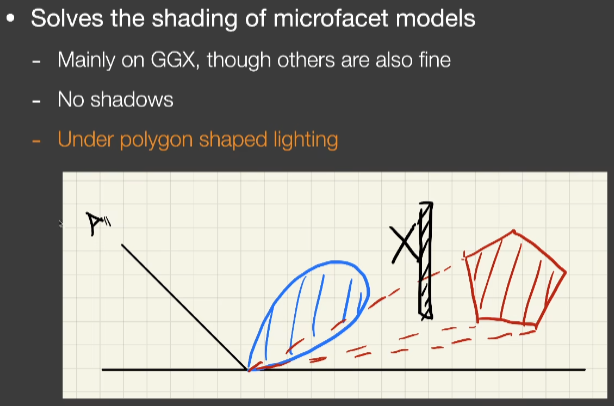 • Solves the shading of microfacet models
- Mainly on GGX, though others are also fine
- No shadows
- Under polygon shaped lighting